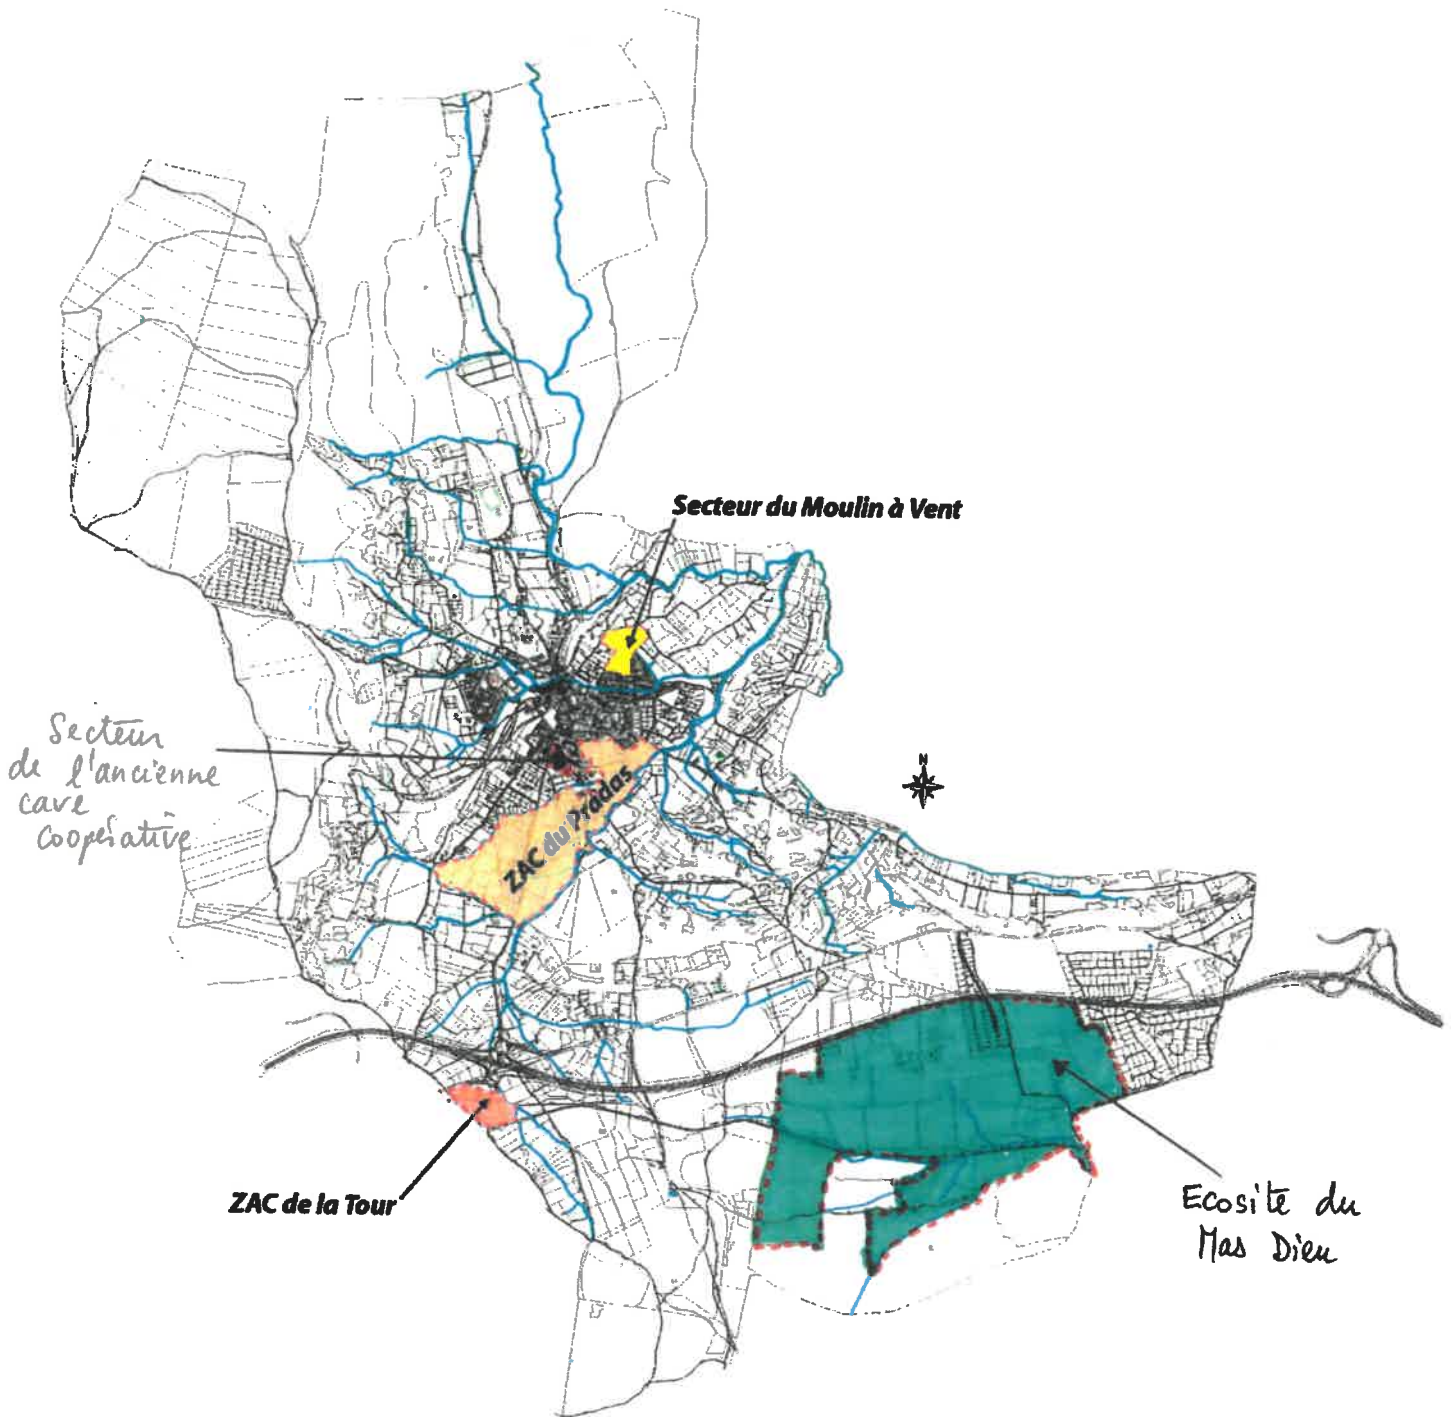 Secteur du Moulin à Vent
Secteur
de l'ancienne
cave
coopérative
N
ZAC du Pradas
ZAC de la Tour
Ecosite du
Mas Dieu